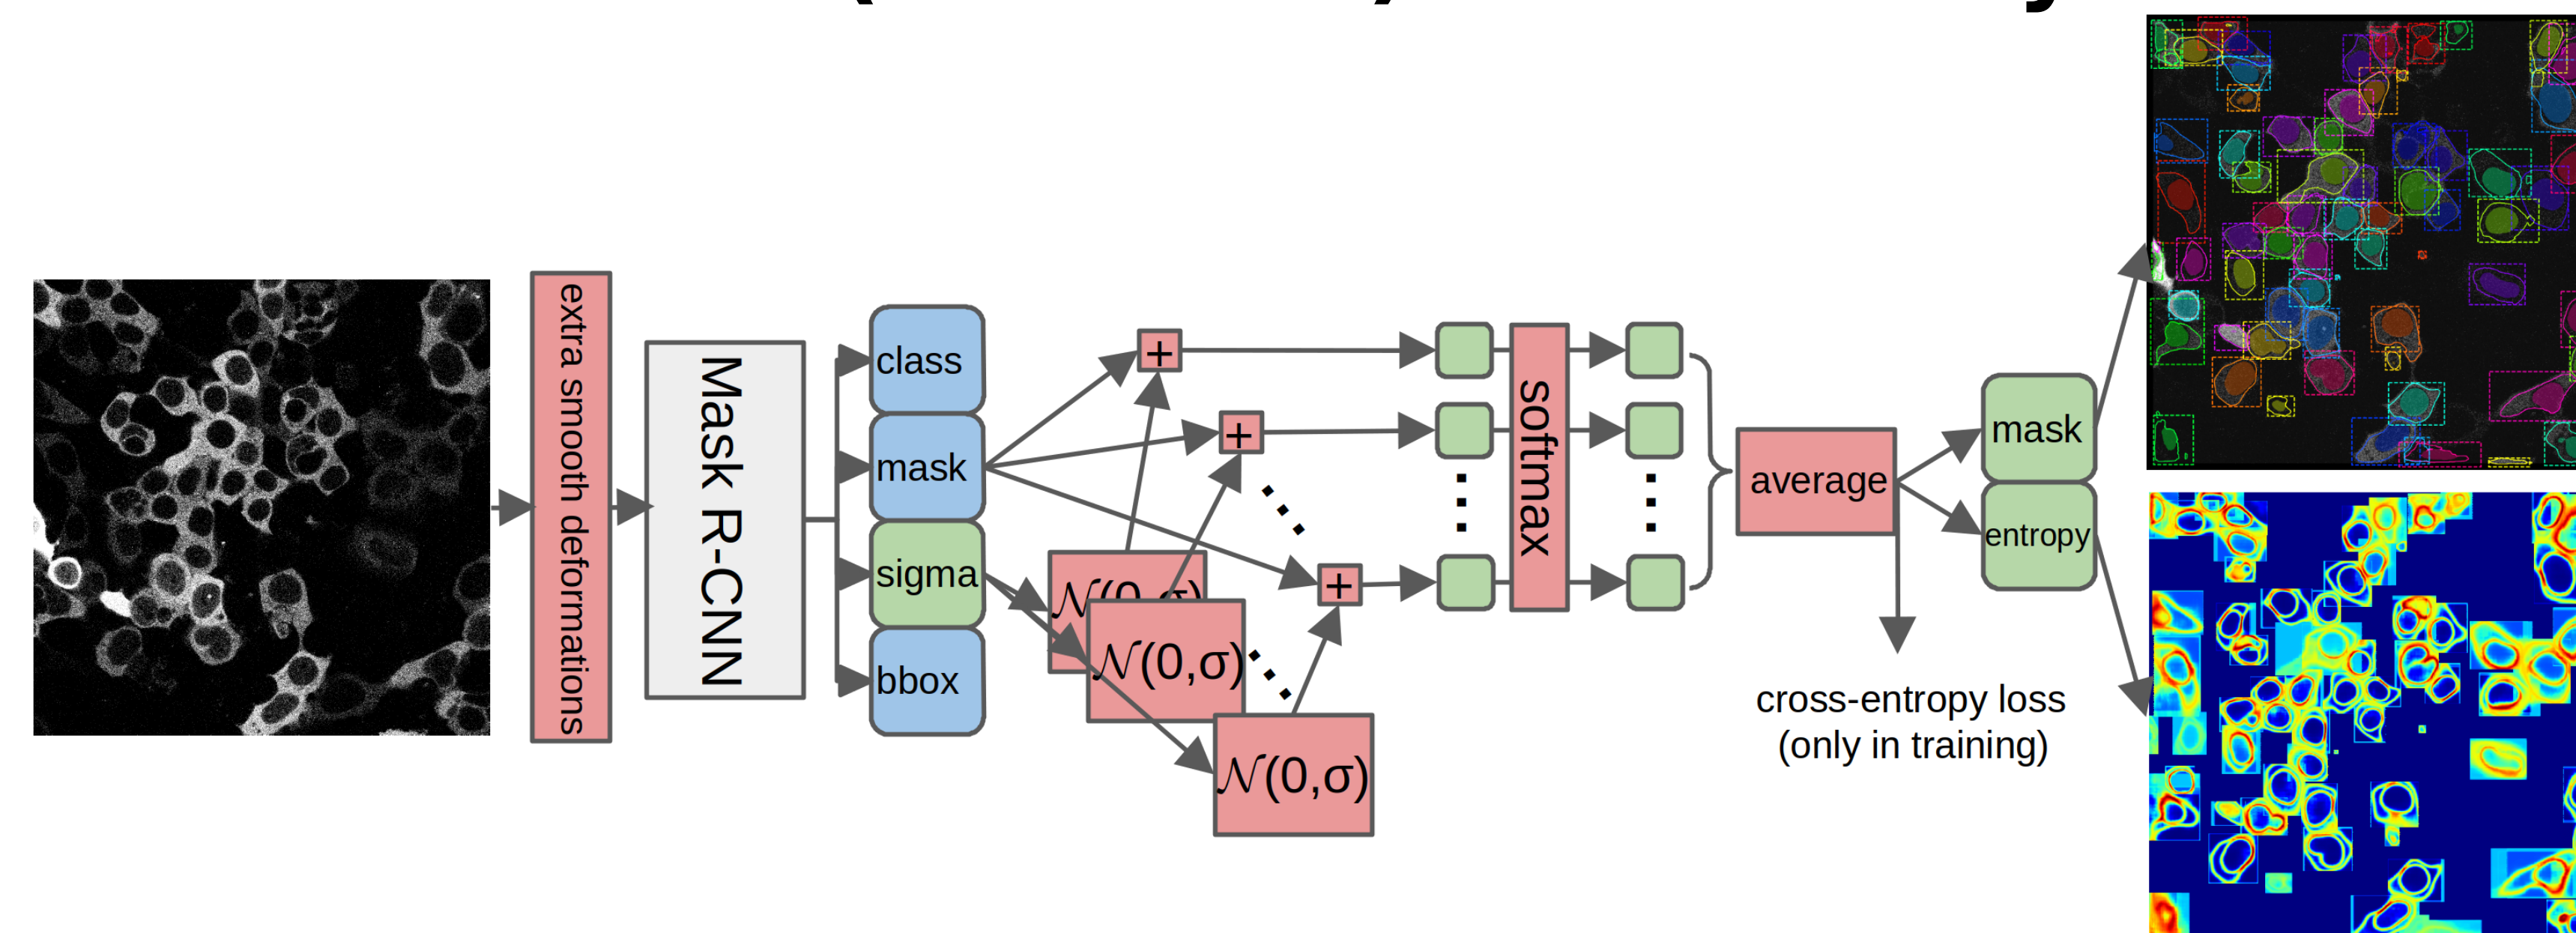 extra smooth deformations
Mask R-CNN
class
mask
sigma
bbox
+
+
+
𝒩(0,σ)
𝒩(0,σ)
𝒩(0,σ)
softmax
average
cross-entropy loss
(only in training)
mask
entropy